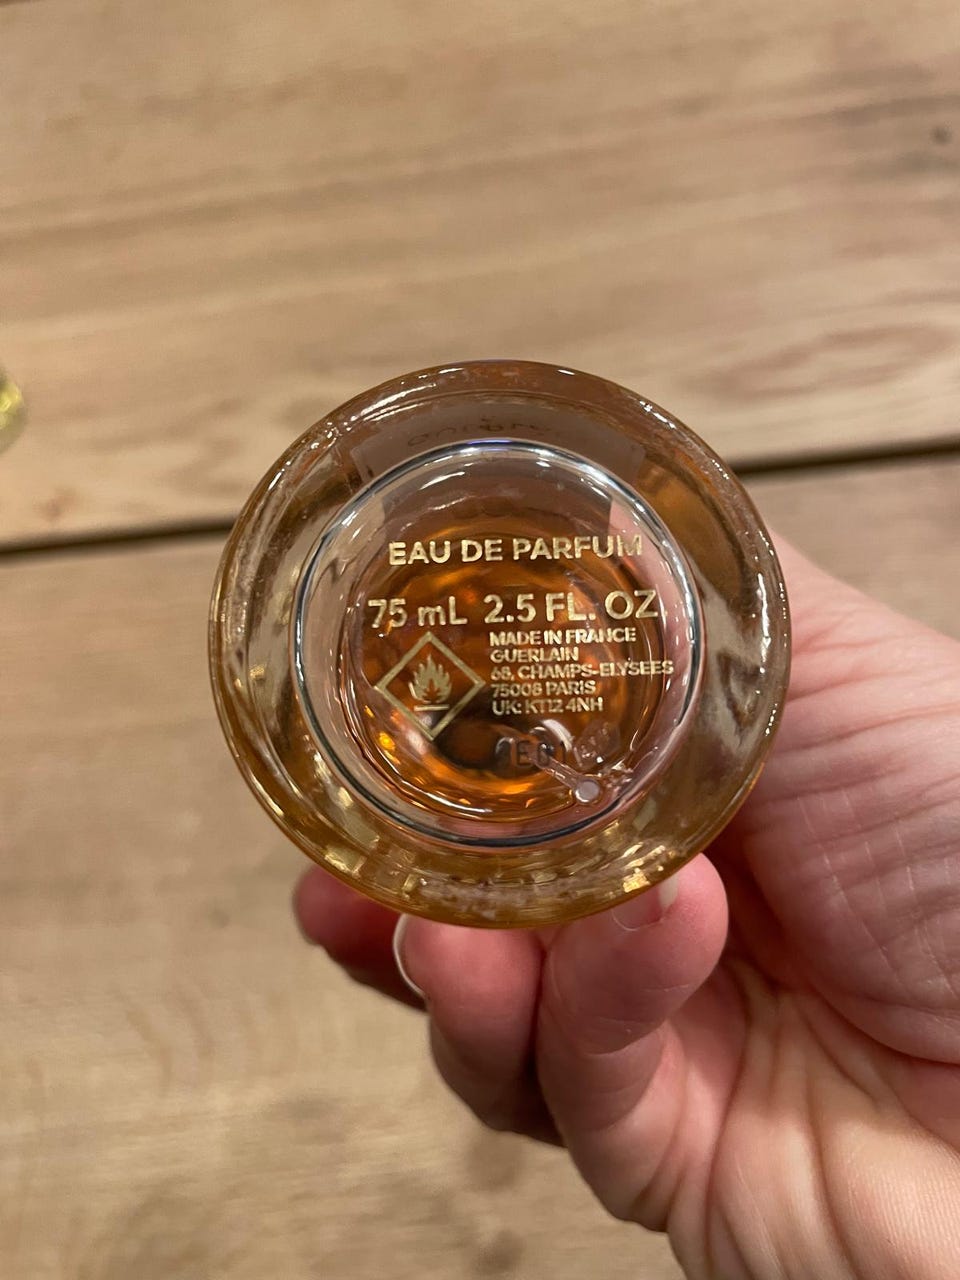 EAU DE PARFUM
75 mL 2.5 FL. OZ
MADE IN FRANCE
GUERLAIN
68, CHAMPS-ELYSEES
75008 PARIS
UK: KT12 4NH